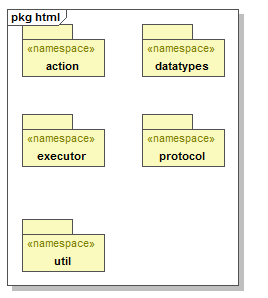 pkg html
«namespace»
action
«namespace»
datatypes
«namespace»
executor
«namespace»
protocol
«namespace»
util